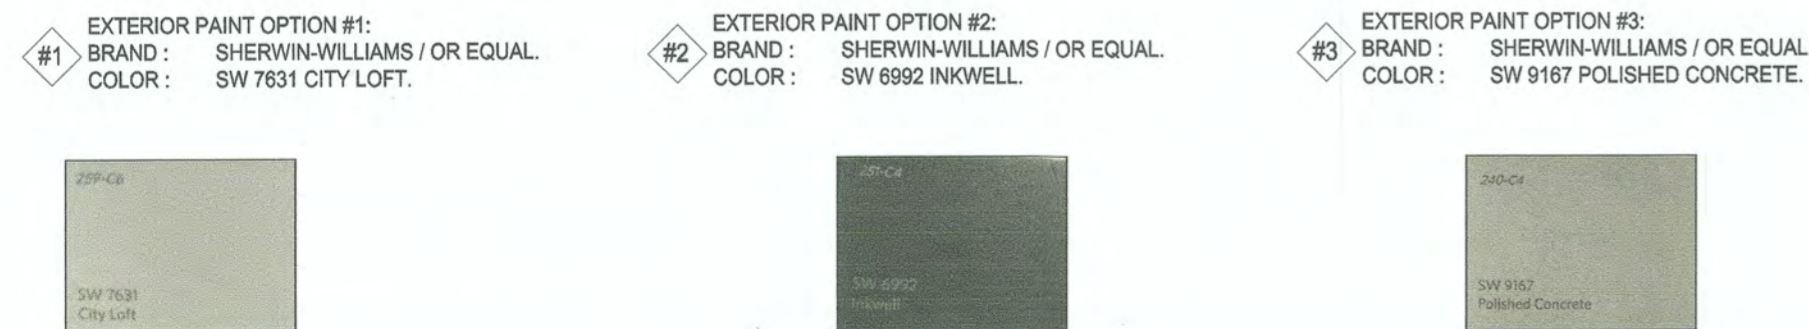 EXTERIOR PAINT OPTION #1:
#1 BRAND : SHERWIN-WILLIAMS / OR EQUAL.
COLOR : SW 7631 CITY LOFT.
259-C6
SW 7631
City Loft
EXTERIOR PAINT OPTION #2:
#2 BRAND : SHERWIN-WILLIAMS / OR EQUAL.
COLOR : SW 6992 INKWELL.
251-C4
SW 6992
Inkwell
EXTERIOR PAINT OPTION #3:
#3 BRAND : SHERWIN-WILLIAMS / OR EQUAL
COLOR : SW 9167 POLISHED CONCRETE.
240-C4
SW 9167
Polished Concrete